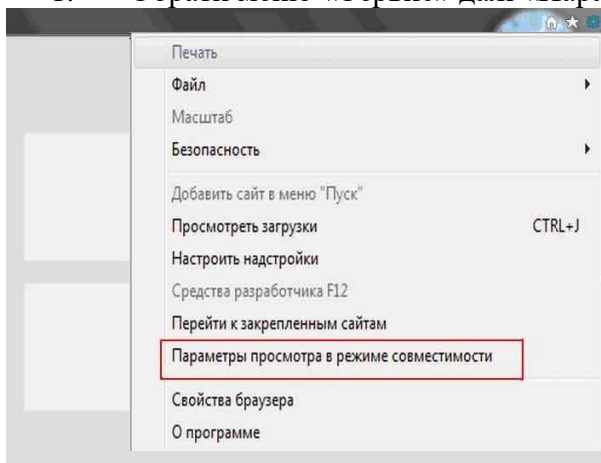 Печать
Файл
Масштаб
Безопасность
Добавить сайт в меню "Пуск"
Просмотреть загрузки CTRL+J
Настроить надстройки
Средства разработчика F12
Перейти к закрепленным сайтам
Параметры просмотра в режиме совместимости
Свойства браузера
О программе